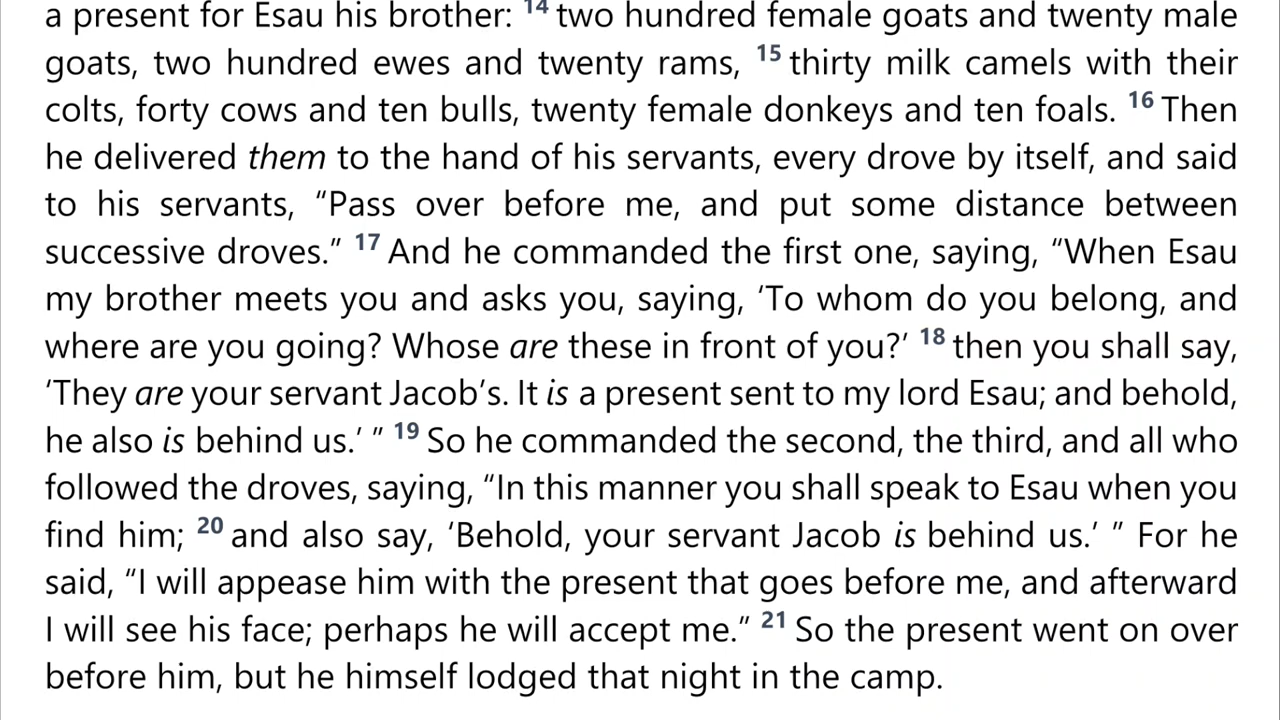 a present for Esau his brother: 14 two hundred female goats and twenty male
goats, two hundred ewes and twenty rams, 15 thirty milk camels with their
colts, forty cows and ten bulls, twenty female donkeys and ten foals. 16 Then
he delivered them to the hand of his servants, every drove by itself, and said
to his servants, “Pass over before me, and put some distance between
successive droves.” 17 And he commanded the first one, saying, “When Esau
my brother meets you and asks you, saying, ‘To whom do you belong, and
where are you going? Whose are these in front of you?’ 18 then you shall say,
‘They are your servant Jacob’s. It is a present sent to my lord Esau; and behold,
he also is behind us.’ ” 19 So he commanded the second, the third, and all who
followed the droves, saying, “In this manner you shall speak to Esau when you
find him; 20 and also say, ‘Behold, your servant Jacob is behind us.’ ” For he
said, “I will appease him with the present that goes before me, and afterward
I will see his face; perhaps he will accept me.” 21 So the present went on over
before him, but he himself lodged that night in the camp.